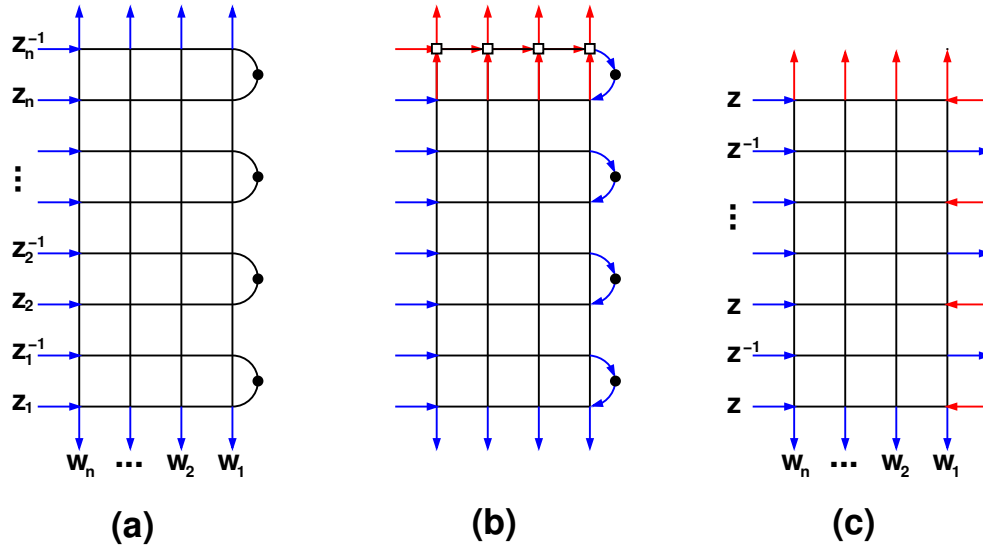 z_n^{-1}
z_n
⋮
z_2^{-1}
z_2
z_1^{-1}
z_1
w_n ... w_2 w_1
(a)
(b)
z
z^{-1}
⋮
z
z^{-1}
z
w_n ... w_2 w_1
(c)